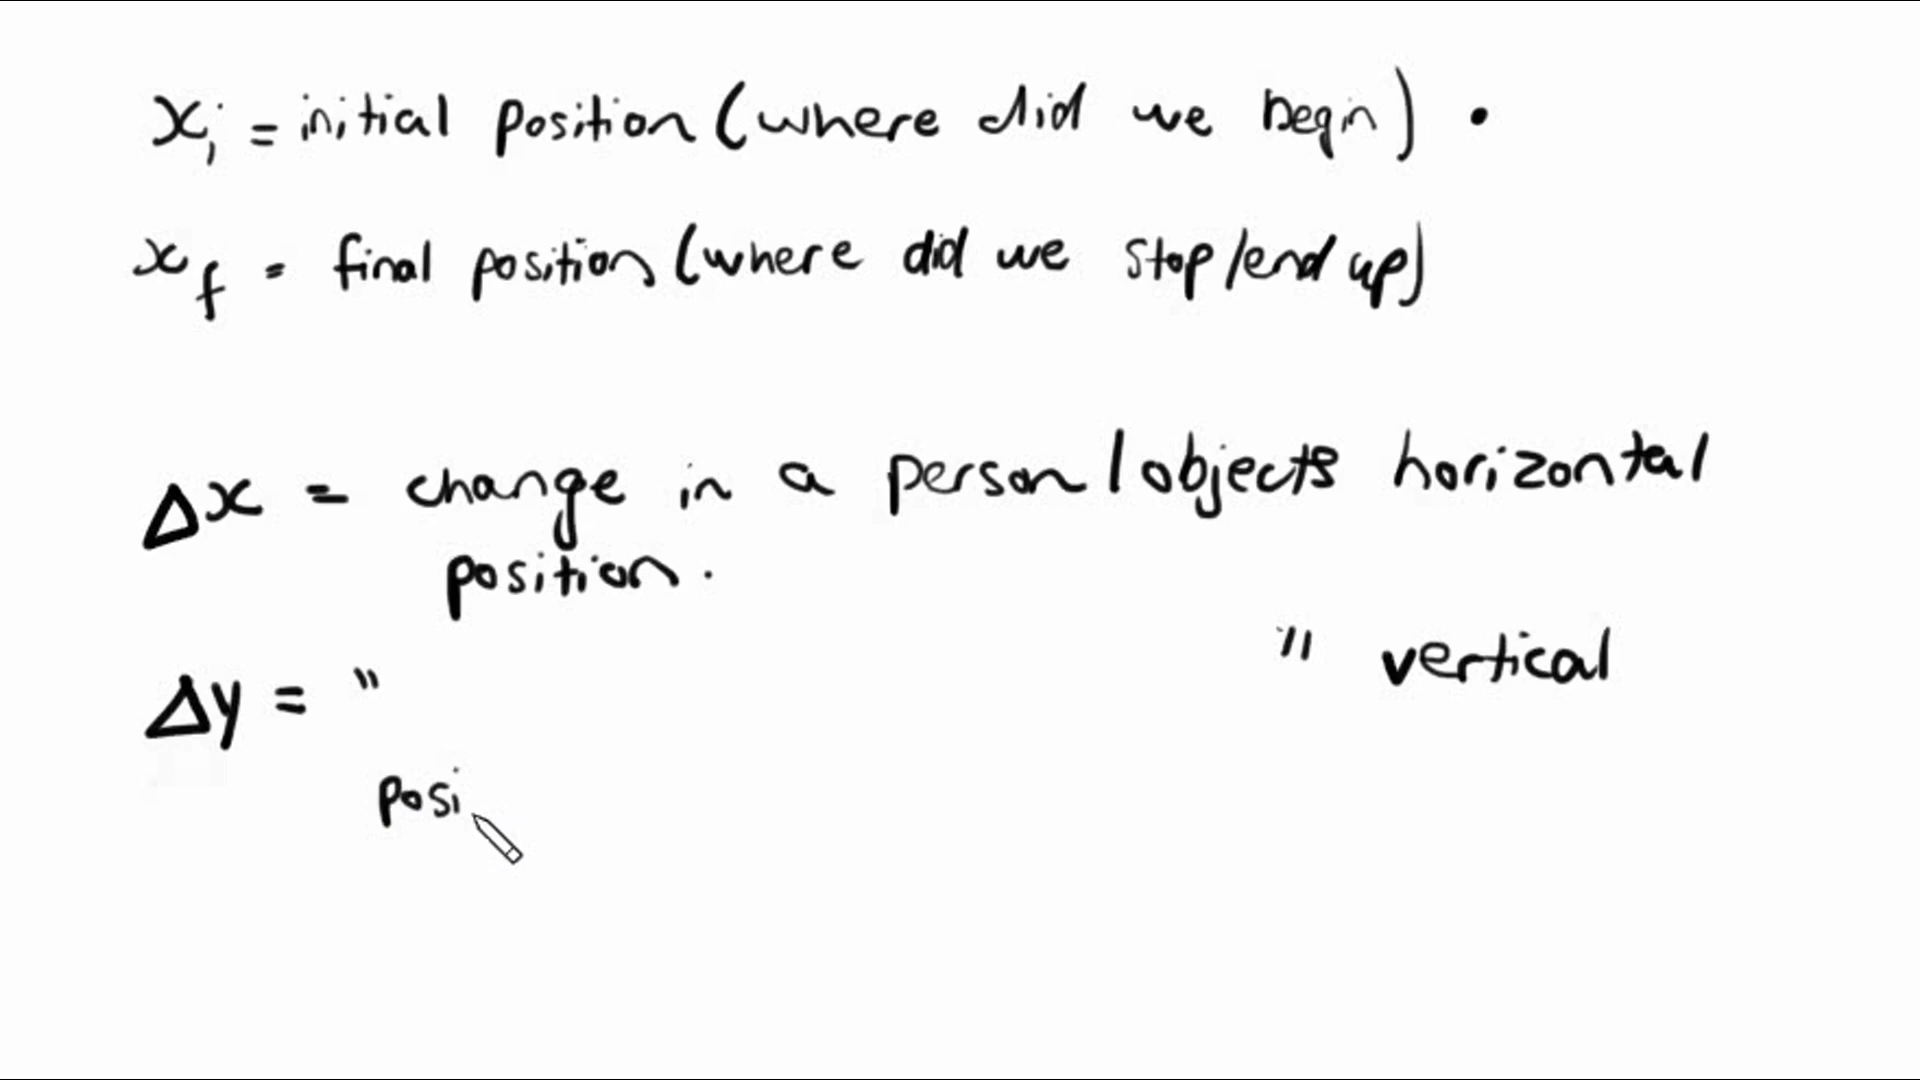 xi = initial position (where did we begin) •
xf = final position (where did we stop/end up)
Δx = change in a person/objects horizontal
position.
Δy = " " vertical
posi